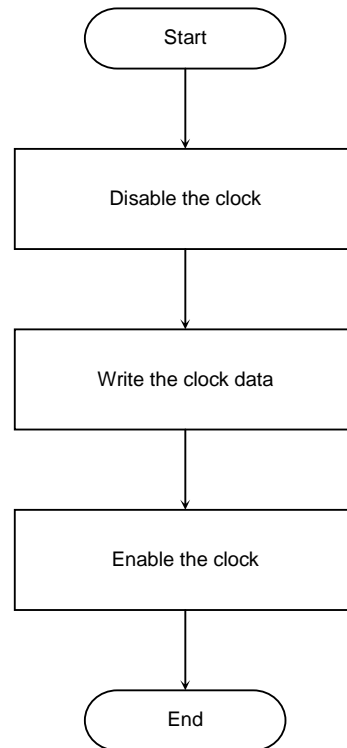 Start
Disable the clock
Write the clock data
Enable the clock
End